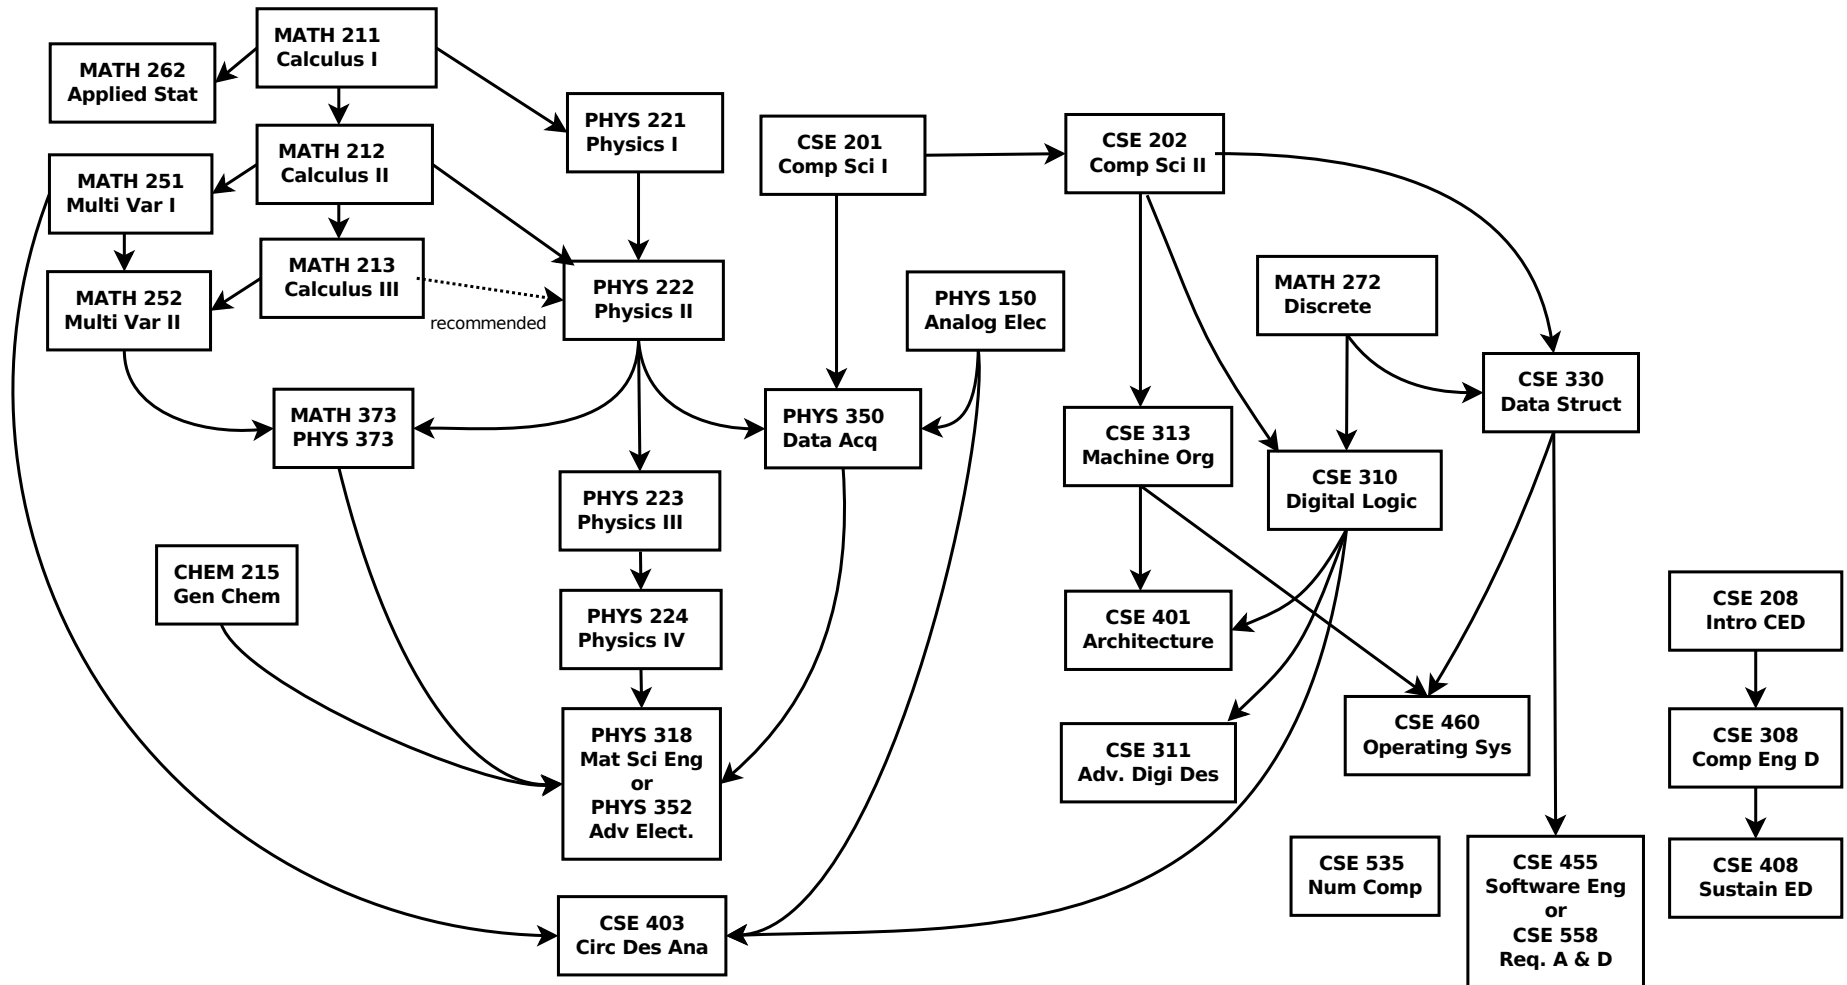 MATH 211
Calculus I
MATH 262
Applied Stat
PHYS 221
Physics I
CSE 201
Comp Sci I
CSE 202
Comp Sci II
MATH 212
Calculus II
MATH 251
Multi Var I
MATH 213
Calculus III
recommended
MATH 252
Multi Var II
PHYS 222
Physics II
PHYS 150
Analog Elec
MATH 272
Discrete
CSE 330
Data Struct
MATH 373
PHYS 373
PHYS 350
Data Acq
CSE 313
Machine Org
CSE 310
Digital Logic
PHYS 223
Physics III
CHEM 215
Gen Chem
PHYS 224
Physics IV
CSE 401
Architecture
CSE 208
Intro CED
PHYS 318
Mat Sci Eng
or
PHYS 352
Adv Elect.
CSE 311
Adv. Digi Des
CSE 460
Operating Sys
CSE 308
Comp Eng D
CSE 535
Num Comp
CSE 455
Software Eng
or
CSE 558
Req. A & D
CSE 408
Sustain ED
CSE 403
Circ Des Ana